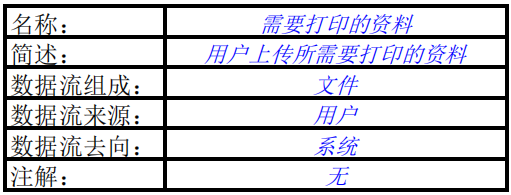 名称： 需要打印的资料
简述： 用户上传所需要打印的资料
数据流组成： 文件
数据流来源： 用户
数据流去向： 系统
注解： 无